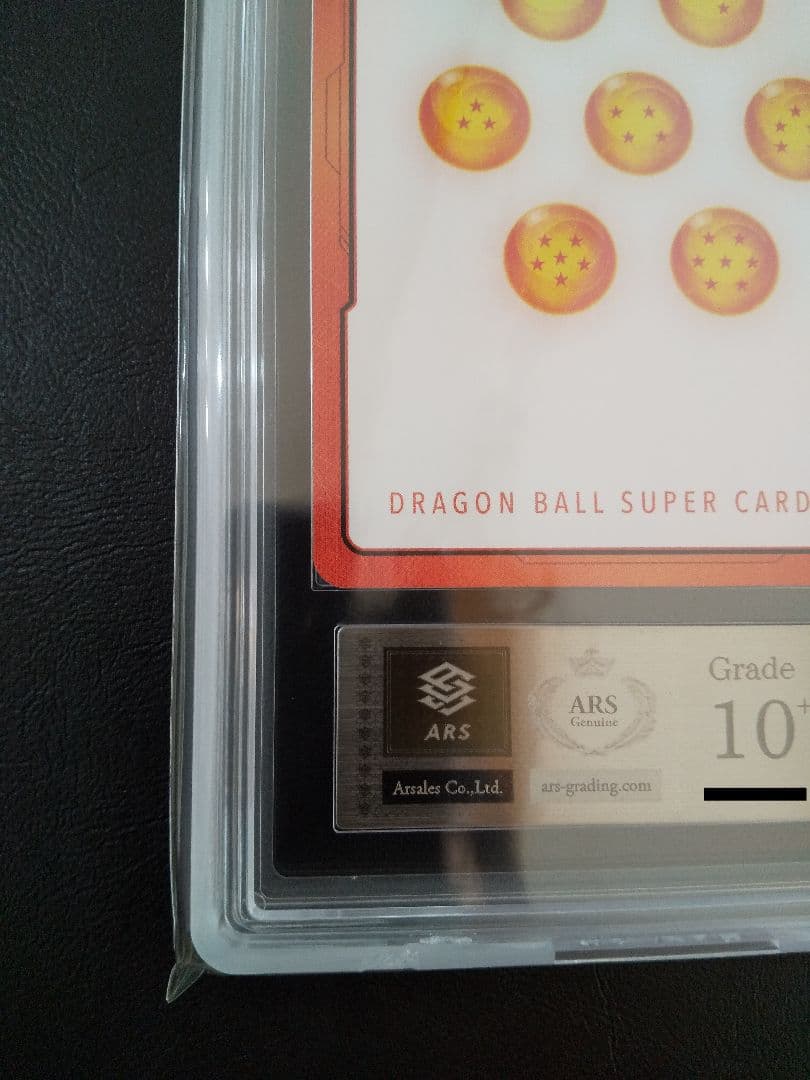 DRAGON BALL SUPER CARD
ARS
ARS
Genuine
Grade
10+
Arsales Co.,Ltd.
ars-grading.com